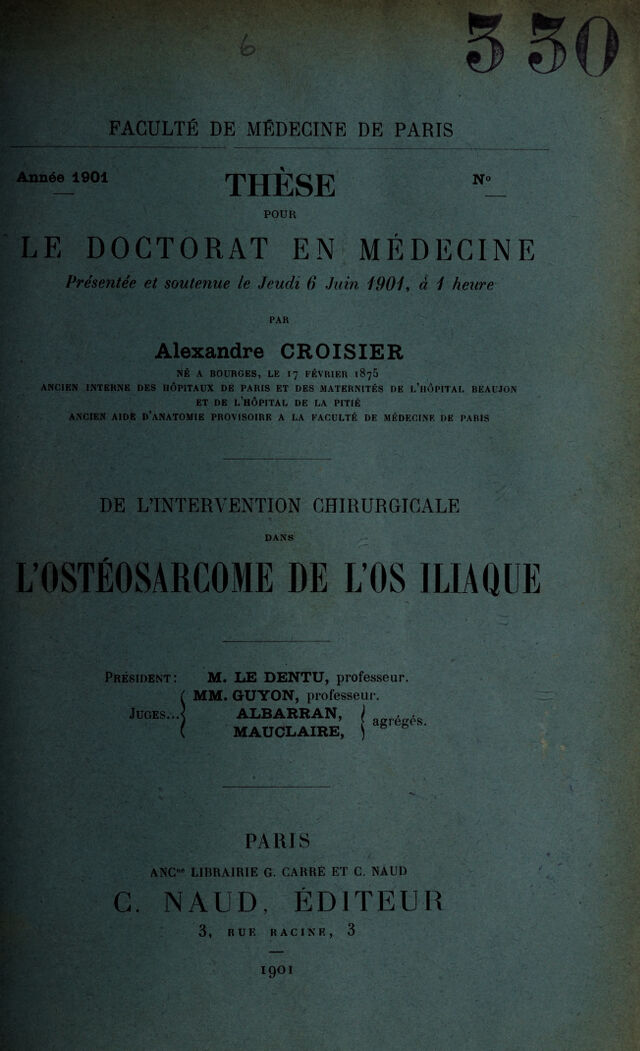 6
330
FACULTÉ DE MÉDECINE DE PARIS
Année 1901
THÈSE
N°
POUR
LE DOCTORAT EN MÉDECINE
Présentée et soutenue le Jeudi 6 Juin 1901, à 1 heure
PAR
Alexandre CROISIER
NÉ A BOURGES, LE 17 FÉVRIER 1875
ANCIEN INTERNE DES HÔPITAUX DE PARIS ET DES MATERNITÉS DE L'HÔPITAL BEAUJON
ET DE L'HÔPITAL DE LA PITIÉ
ANCIEN AIDE D'ANATOMIE PROVISOIRE A LA FACULTÉ DE MÉDECINE DE PARIS
DE L'INTERVENTION CHIRURGICALE
DANS
L'OSTÉOSARCOME DE L'OS ILIAQUE
PRÉSIDENT: M. LE DENTU, professeur.
MM. GUYON, professeur.
JUGES... ALBARRAN, agrégés.
MAUCLAIRE,
PARIS
ANCne LIBRAIRIE G. CARRÉ ET C. NAUD
C. NAUD, ÉDITEUR
3, RUE RACINE, 3
1901